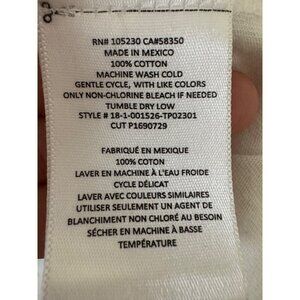 RN# 105230 CA#58350
MADE IN MEXICO
100% COTTON
MACHINE WASH COLD
GENTLE CYCLE, WITH LIKE COLORS
ONLY NON-CHLORINE BLEACH IF NEEDED
TUMBLE DRY LOW
STYLE # 18-1-001526-TP02301
CUT P1690729
FABRIQUÉ EN MEXIQUE
100% COTON
LAVER EN MACHINE À L'EAU FROIDE
CYCLE DÉLICAT
LAVER AVEC COULEURS SIMILAIRES
UTILISER SEULEMENT UN AGENT DE
BLANCHIMENT NON CHLORÉ AU BESOIN
SÉCHER EN MACHINE À BASSE
TEMPÉRATURE